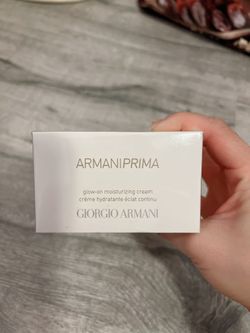 ARMANIPRIMA
glow-on moisturizing cream
crème hydratante éclat continu
GIORGIO ARMANI